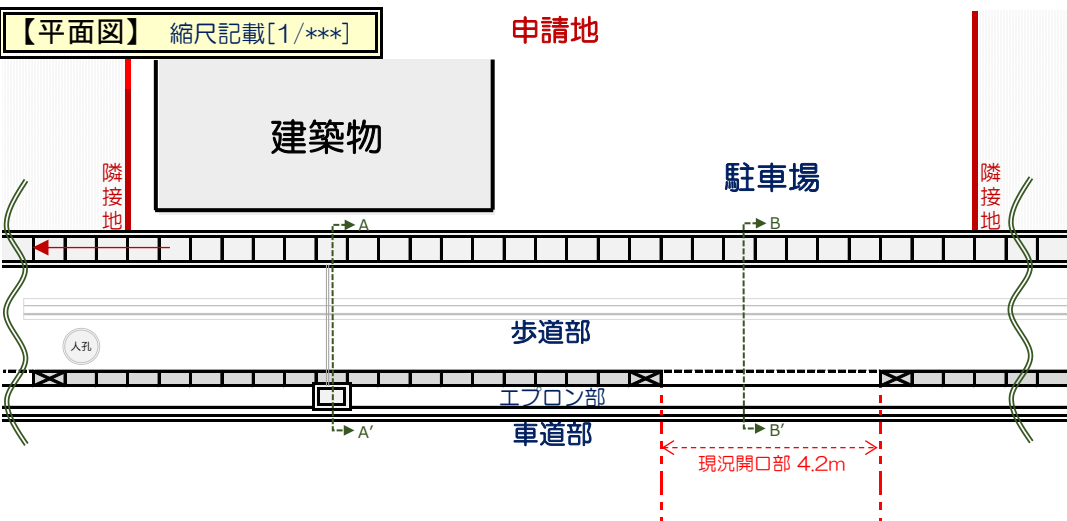 【平面図】 縮尺記載[1/***]
申請地
建築物
駐車場
隣接地
隣接地
A
B
歩道部
人孔
エプロン部
A′
車道部
B′
現況開口部 4.2m